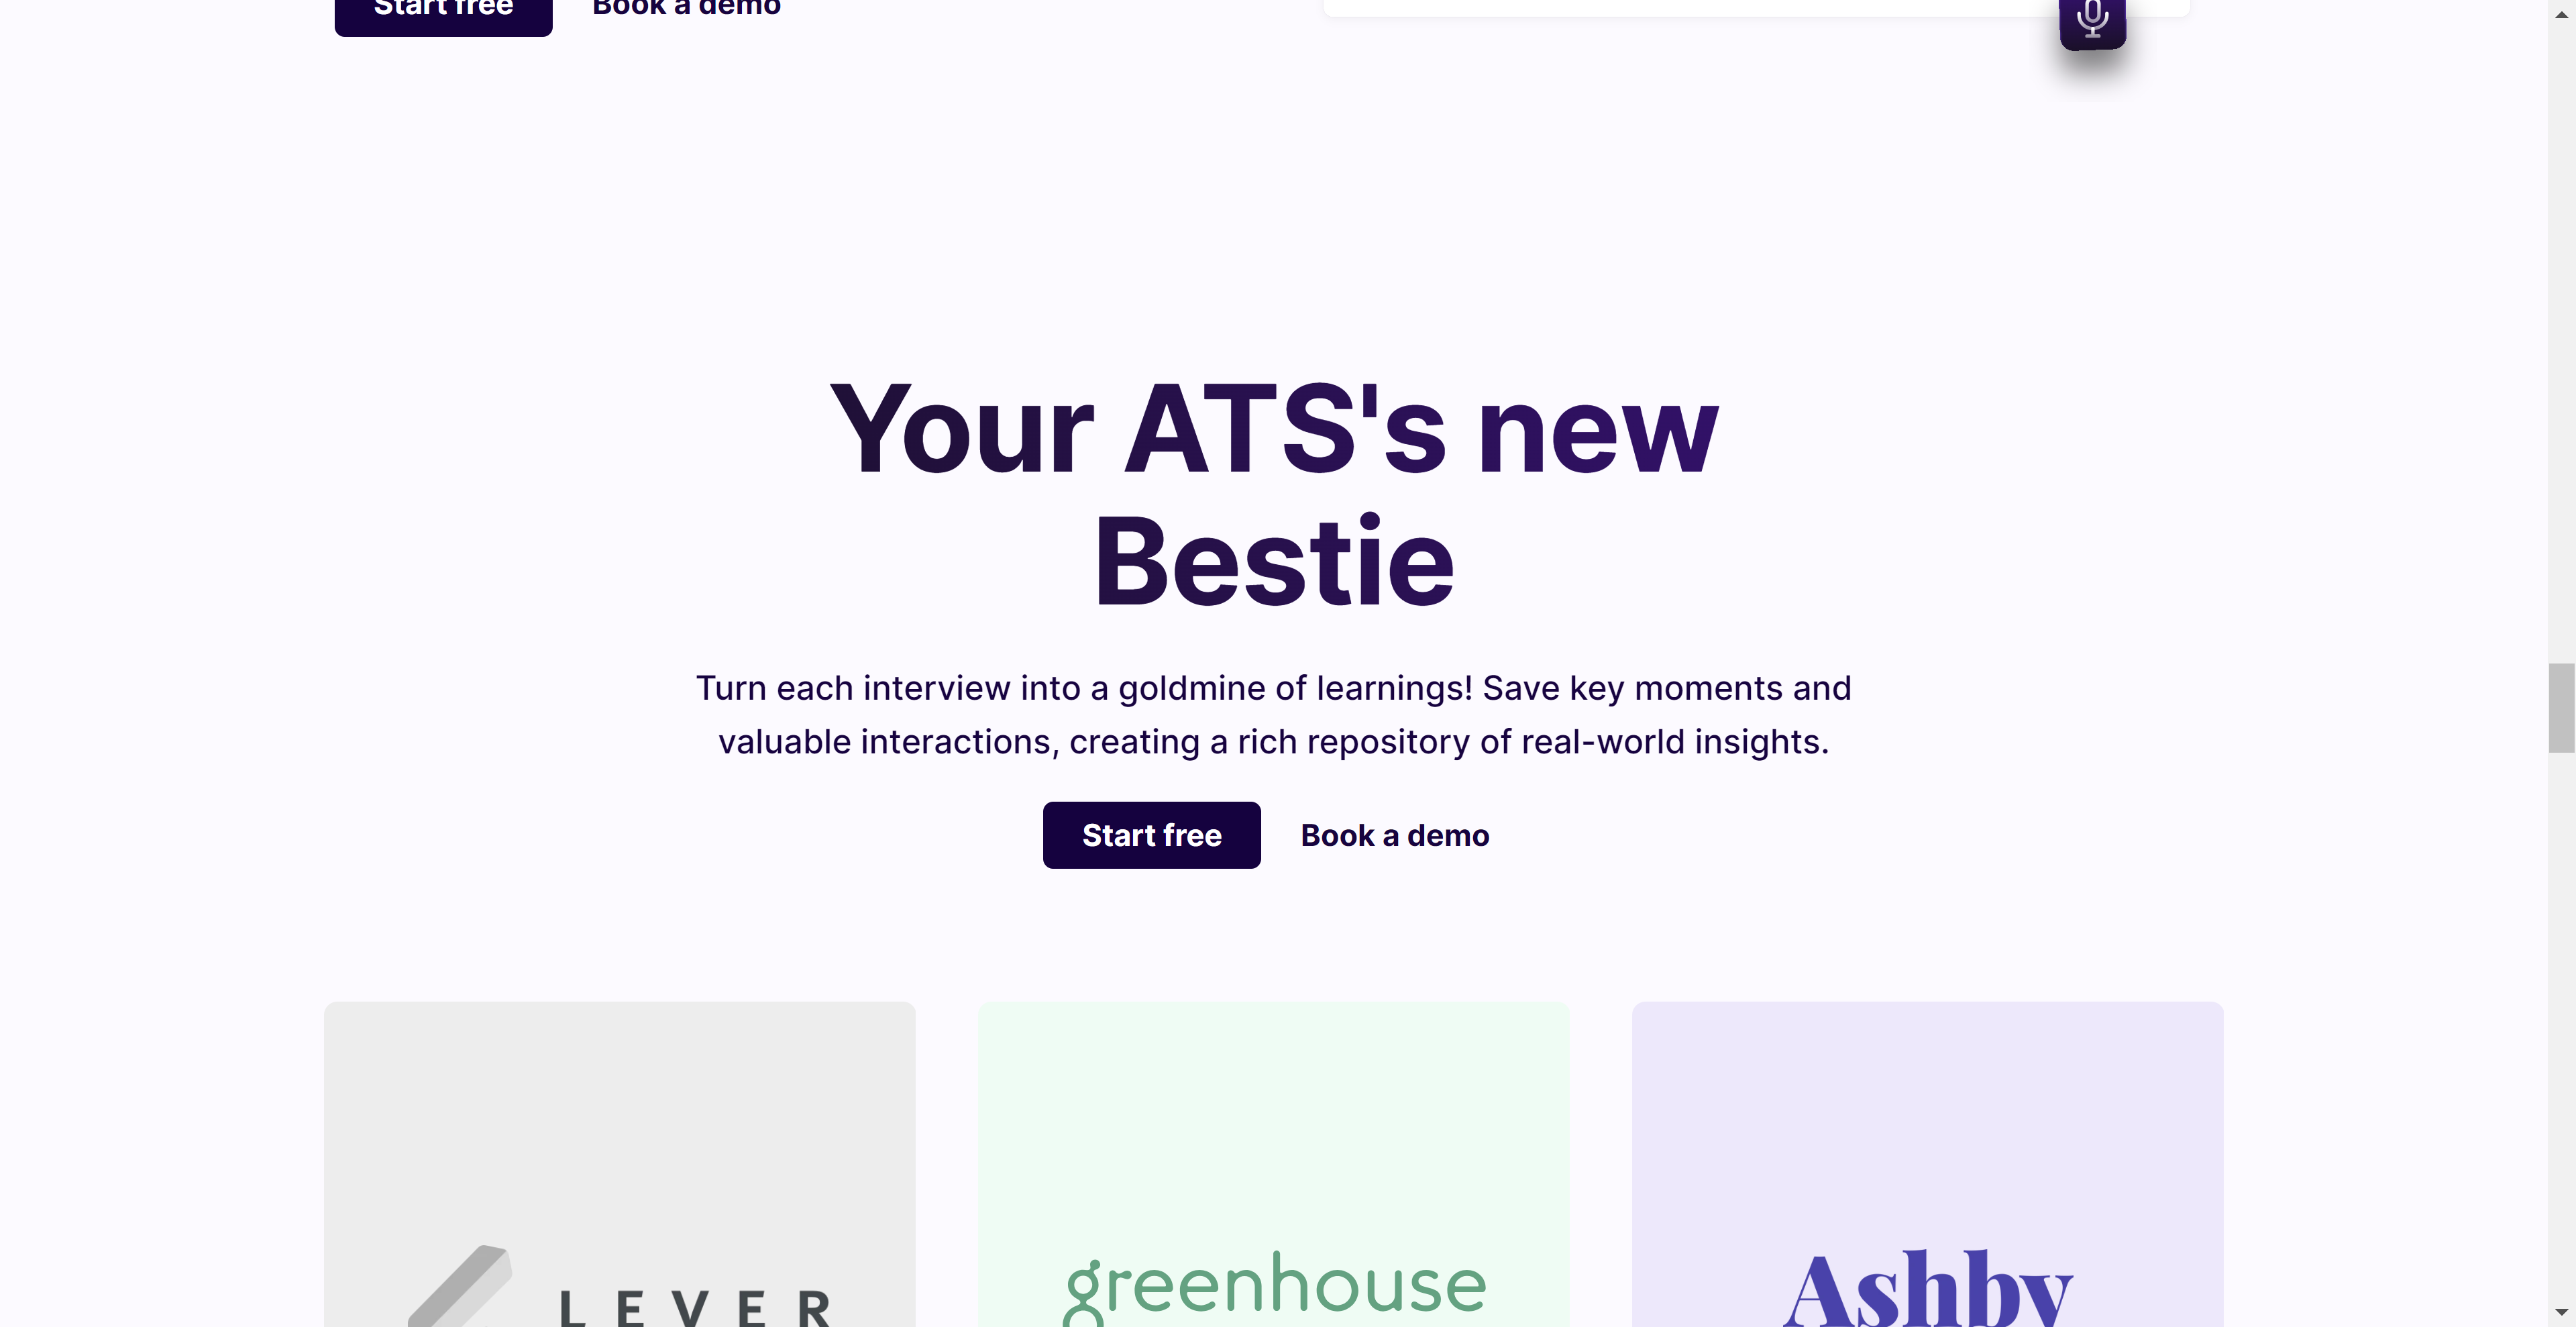 Start free Book a demo
Your ATS's new
Bestie
Turn each interview into a goldmine of learnings! Save key moments and
valuable interactions, creating a rich repository of real-world insights.
Start free Book a demo
LEVER greenhouse Ashby